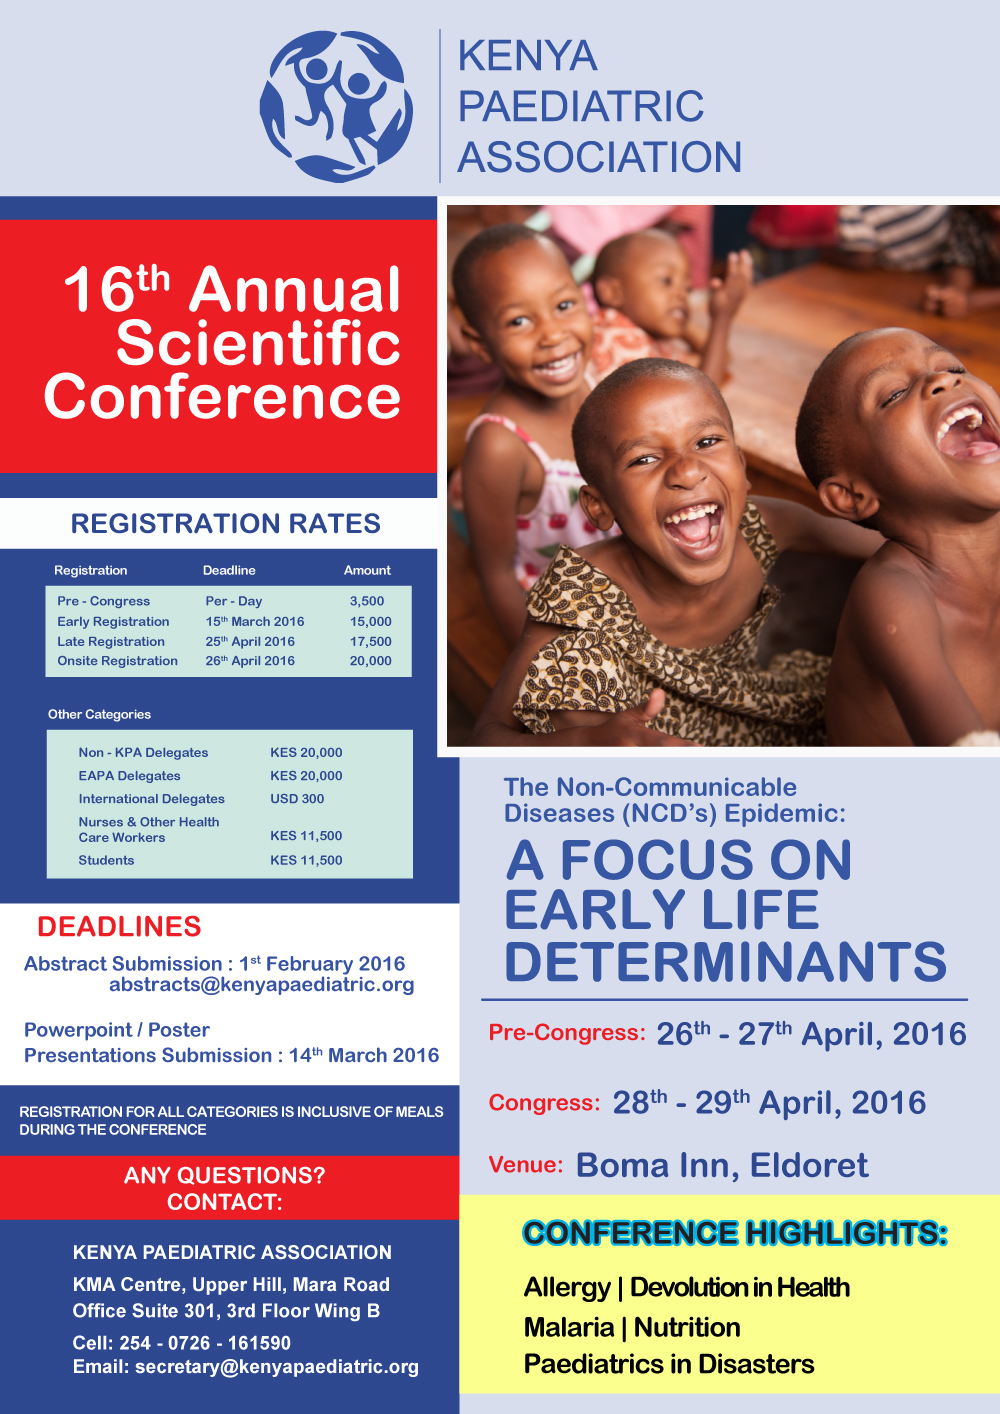 KENYA
PAEDIATRIC
ASSOCIATION
16th Annual
Scientific
Conference
REGISTRATION RATES
Registration Deadline Amount
Pre - Congress Per - Day 3,500
Early Registration 15th March 2016 15,000
Late Registration 25th April 2016 17,500
Onsite Registration 26th April 2016 20,000
Other Categories
Non - KPA Delegates KES 20,000
EAPA Delegates KES 20,000
International Delegates USD 300
Nurses & Other Health
Care Workers KES 11,500
Students KES 11,500
DEADLINES
Abstract Submission : 1st February 2016
abstracts@kenyapaediatric.org
Powerpoint / Poster
Presentations Submission : 14th March 2016
REGISTRATION FOR ALL CATEGORIES IS INCLUSIVE OF MEALS
DURING THE CONFERENCE
ANY QUESTIONS?
CONTACT:
KENYA PAEDIATRIC ASSOCIATION
KMA Centre, Upper Hill, Mara Road
Office Suite 301, 3rd Floor Wing B
Cell: 254 - 0726 - 161590
Email: secretary@kenyapaediatric.org
The Non-Communicable
Diseases (NCD's) Epidemic:
A FOCUS ON
EARLY LIFE
DETERMINANTS
Pre-Congress: 26th - 27th April, 2016
Congress: 28th - 29th April, 2016
Venue: Boma Inn, Eldoret
CONFERENCE HIGHLIGHTS:
Allergy | Devolution in Health
Malaria | Nutrition
Paediatrics in Disasters